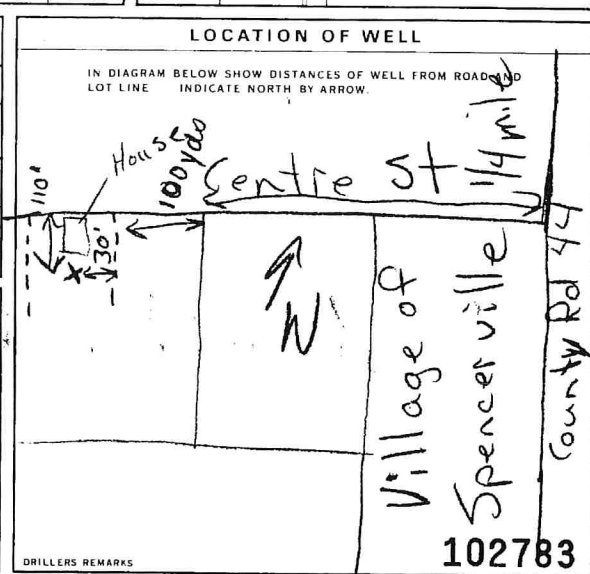 LOCATION OF WELL
IN DIAGRAM BELOW SHOW DISTANCES OF WELL FROM ROAD AND
LOT LINE INDICATE NORTH BY ARROW.
House
100yds
Centre St
1/4 mile
110'
30'
X
N
Village of
Spencerville
County Rd 44
DRILLERS REMARKS
102783